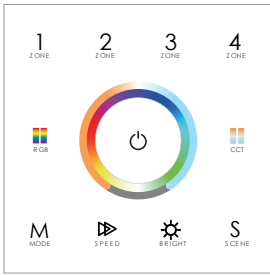 1 2 3 4
ZONE ZONE ZONE ZONE
RGB CCT
M S
MODE SPEED BRIGHT SCENE